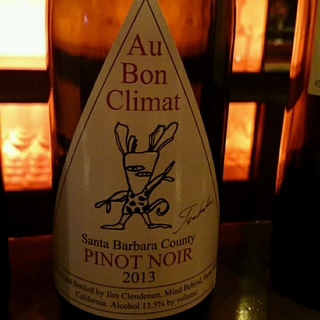 Au
Bon
Climat
Santa Barbara County
PINOT NOIR
2013
Bottled by Jim Clendenen, Mind Behind,
California. Alcohol 13.5% by volume